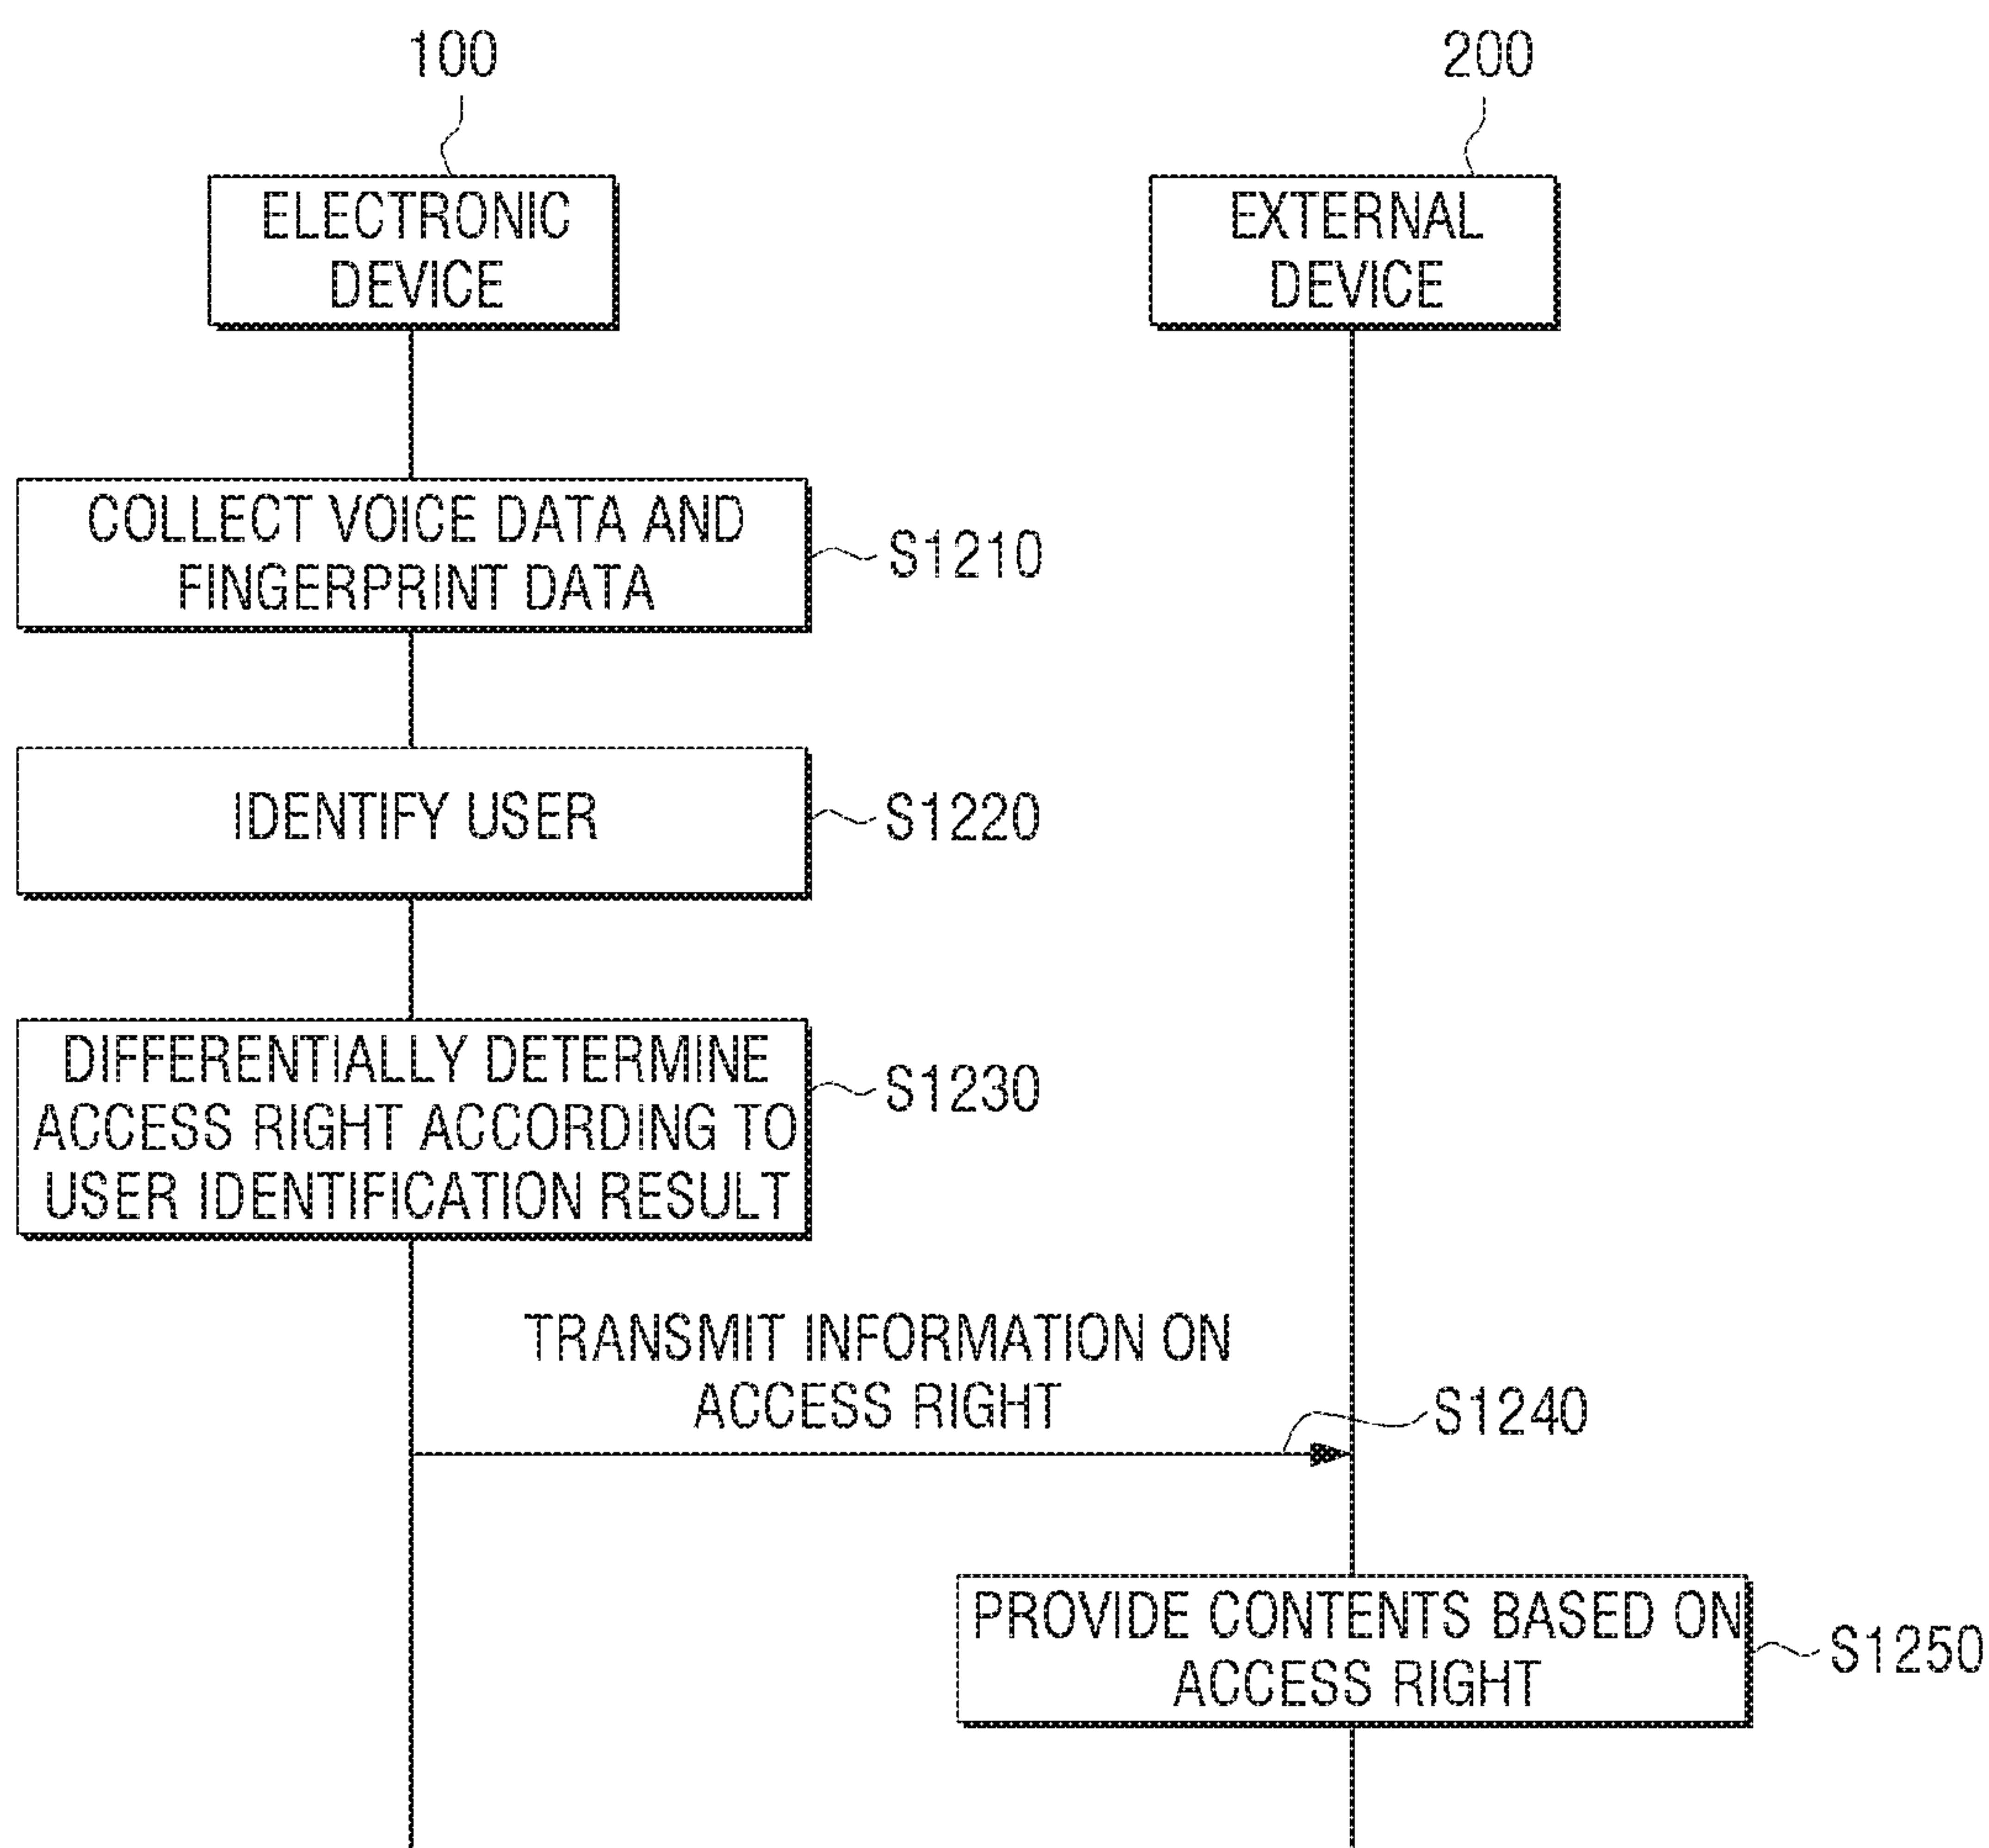 100
200
ELECTRONIC
DEVICE
EXTERNAL
DEVICE
COLLECT VOICE DATA AND
FINGERPRINT DATA
S1210
IDENTIFY USER
S1220
DIFFERENTIALLY DETERMINE
ACCESS RIGHT ACCORDING TO
USER IDENTIFICATION RESULT
S1230
TRANSMIT INFORMATION ON
ACCESS RIGHT
S1240
PROVIDE CONTENTS BASED ON
ACCESS RIGHT
S1250